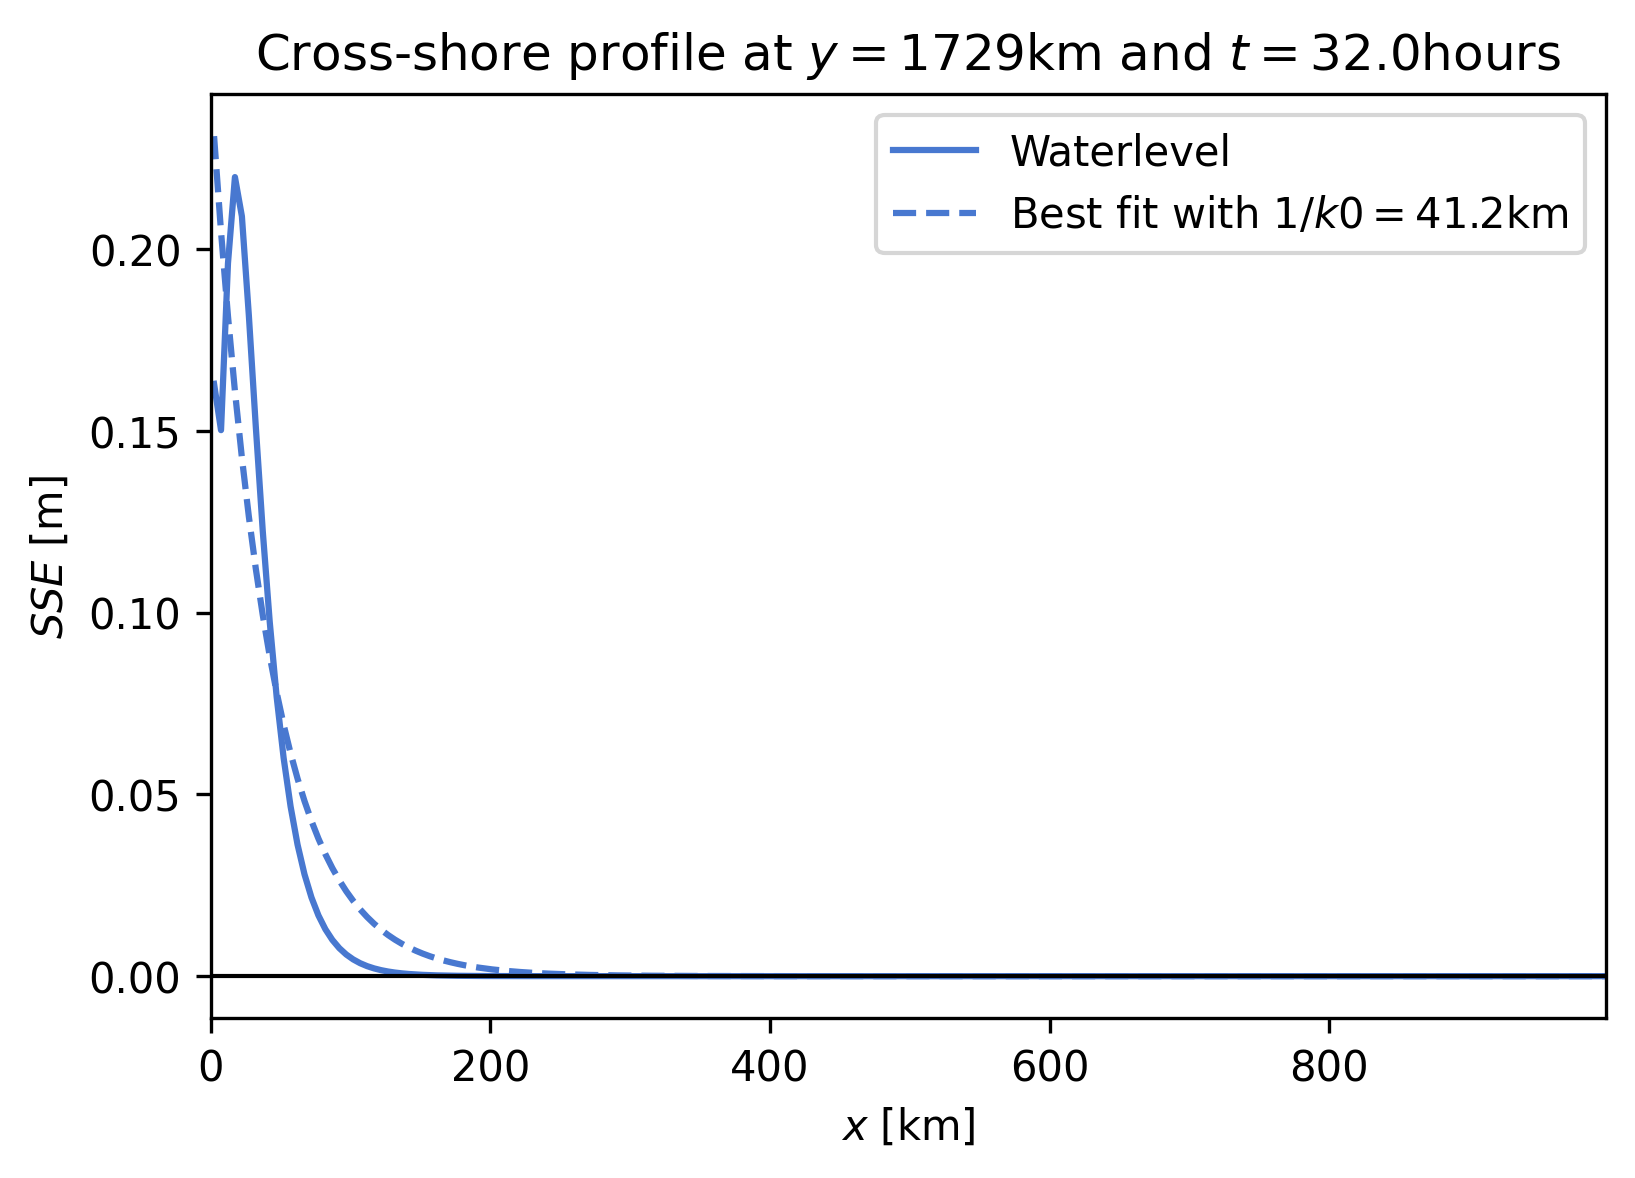 Cross-shore profile at y = 1729km and t = 32.0hours
Waterlevel
Best fit with 1/k0 = 41.2km
SSE [m]
0.20
0.15
0.10
0.05
0.00
0 200 400 600 800
x [km]